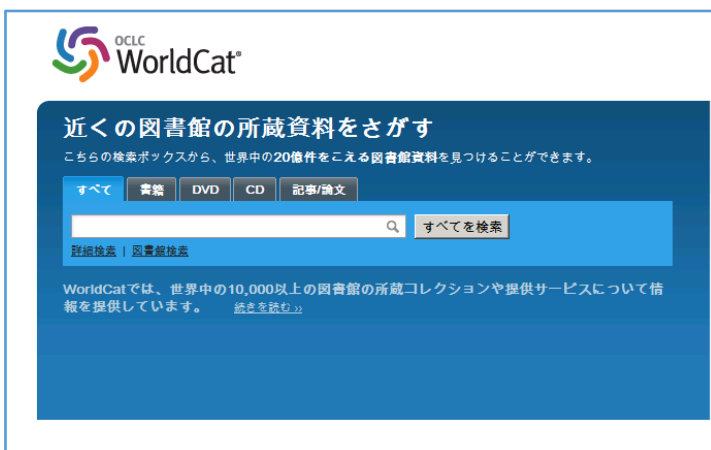 OCLC
WorldCat®
近くの図書館の所蔵資料をさがす
こちらの検索ボックスから、世界中の20億件をこえる図書館資料を見つけることができます。
すべて 書籍 DVD CD 記事/論文
すべてを検索
詳細検索 | 図書館検索
WorldCatでは、世界中の10,000以上の図書館の所蔵コレクションや提供サービスについて情
報を提供しています。 続きを読む »